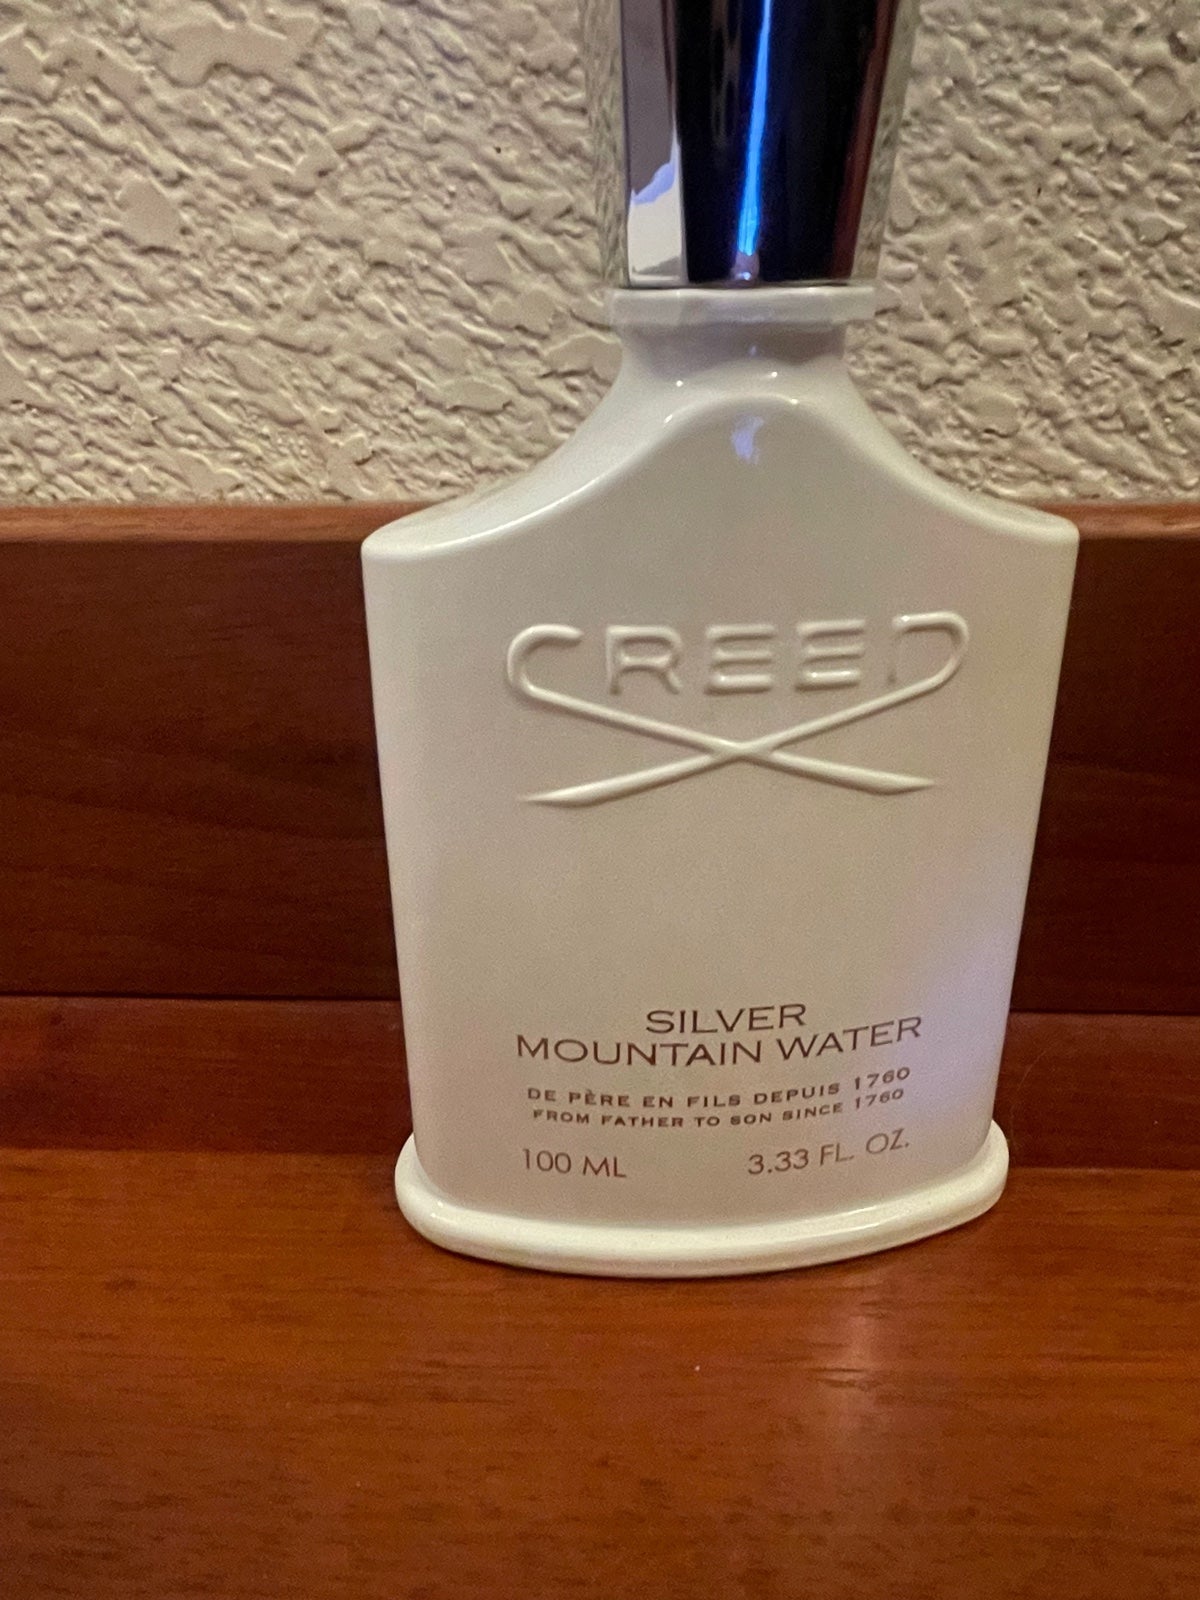 CREED
SILVER
MOUNTAIN WATER
DE PÈRE EN FILS DEPUIS 1760
FROM FATHER TO SON SINCE 1760
100 ML 3.33 FL. OZ.